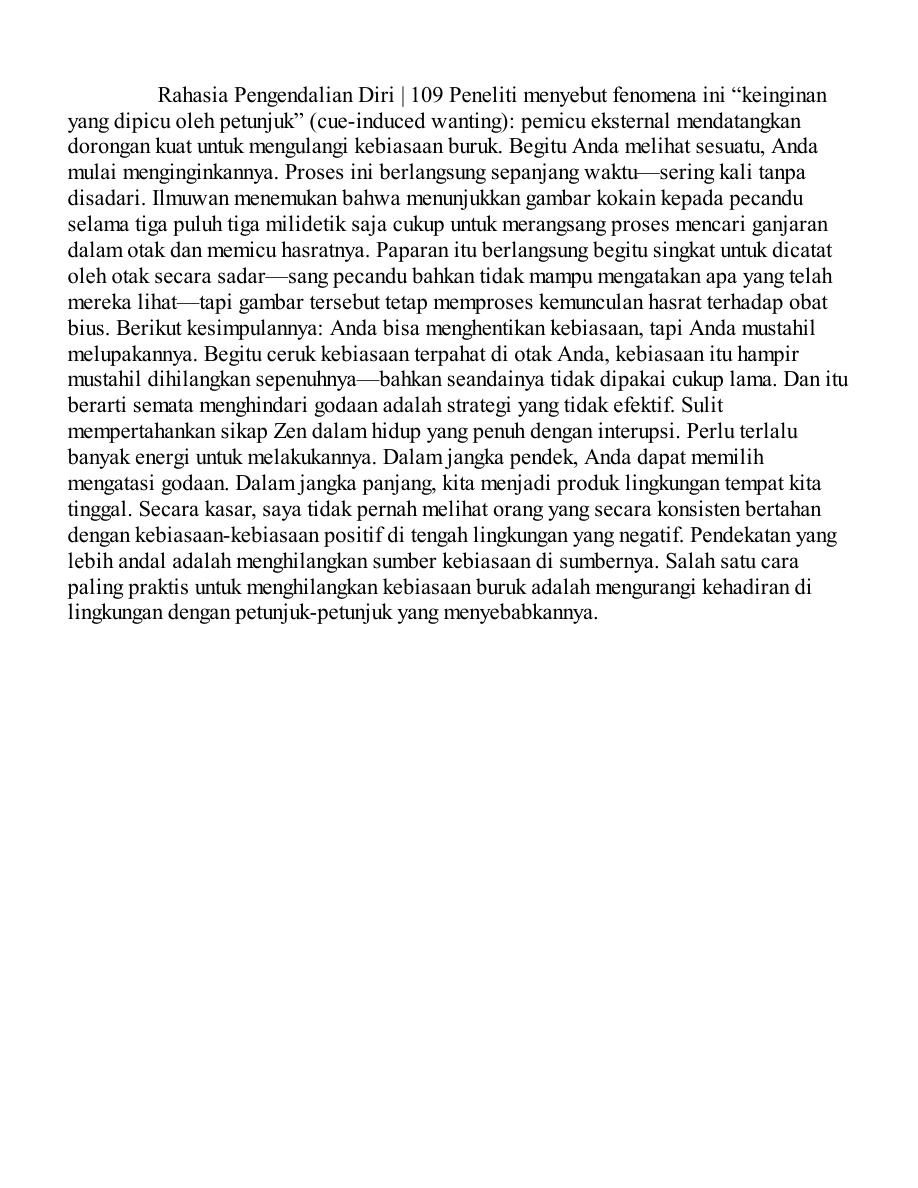 Rahasia Pengendalian Diri | 109 Peneliti menyebut fenomena ini “keinginan
yang dipicu oleh petunjuk” (cue-induced wanting): pemicu eksternal mendatangkan
dorongan kuat untuk mengulangi kebiasaan buruk. Begitu Anda melihat sesuatu, Anda
mulai menginginkannya. Proses ini berlangsung sepanjang waktu—sering kali tanpa
disadari. Ilmuwan menemukan bahwa menunjukkan gambar kokain kepada pecandu
selama tiga puluh tiga milidetik saja cukup untuk merangsang proses mencari ganjaran
dalam otak dan memicu hasratnya. Paparan itu berlangsung begitu singkat untuk dicatat
oleh otak secara sadar—sang pecandu bahkan tidak mampu mengatakan apa yang telah
mereka lihat—tapi gambar tersebut tetap memproses kemunculan hasrat terhadap obat
bius. Berikut kesimpulannya: Anda bisa menghentikan kebiasaan, tapi Anda mustahil
melupakannya. Begitu ceruk kebiasaan terpahat di otak Anda, kebiasaan itu hampir
mustahil dihilangkan sepenuhnya—bahkan seandainya tidak dipakai cukup lama. Dan itu
berarti semata menghindari godaan adalah strategi yang tidak efektif. Sulit
mempertahankan sikap Zen dalam hidup yang penuh dengan interupsi. Perlu terlalu
banyak energi untuk melakukannya. Dalam jangka pendek, Anda dapat memilih
mengatasi godaan. Dalam jangka panjang, kita menjadi produk lingkungan tempat kita
tinggal. Secara kasar, saya tidak pernah melihat orang yang secara konsisten bertahan
dengan kebiasaan-kebiasaan positif di tengah lingkungan yang negatif. Pendekatan yang
lebih andal adalah menghilangkan sumber kebiasaan di sumbernya. Salah satu cara
paling praktis untuk menghilangkan kebiasaan buruk adalah mengurangi kehadiran di
lingkungan dengan petunjuk-petunjuk yang menyebabkannya.